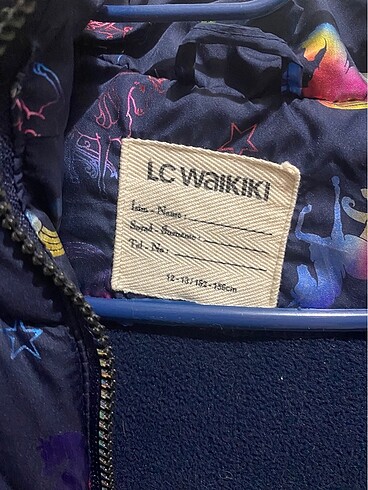 LC WAIKIKI
İsim - Name :
Soyad - Surname :
Tel - No :
12 - 13 / 152 - 158cm